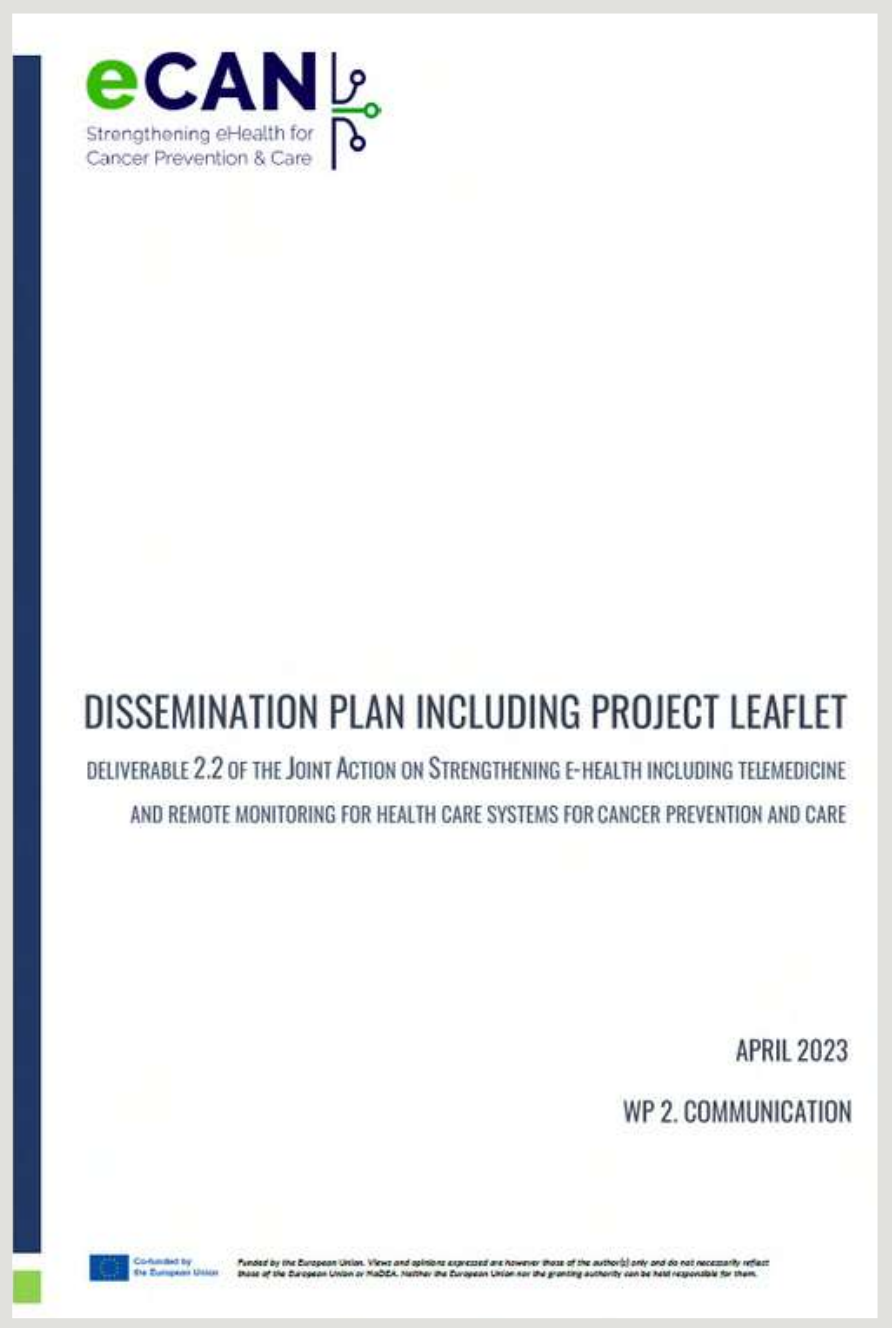 eCAN
Strengthening eHealth for
Cancer Prevention & Care
DISSEMINATION PLAN INCLUDING PROJECT LEAFLET
DELIVERABLE 2.2 OF THE JOINT ACTION ON STRENGTHENING E-HEALTH INCLUDING TELEMEDICINE
AND REMOTE MONITORING FOR HEALTH CARE SYSTEMS FOR CANCER PREVENTION AND CARE
APRIL 2023
WP 2. COMMUNICATION
Co-funded by
the European Union
Funded by the European Union. Views and opinions expressed are however those of the author(s) only and do not necessarily reflect
those of the European Union or HaDEA. Neither the European Union nor the granting authority can be held responsible for them.